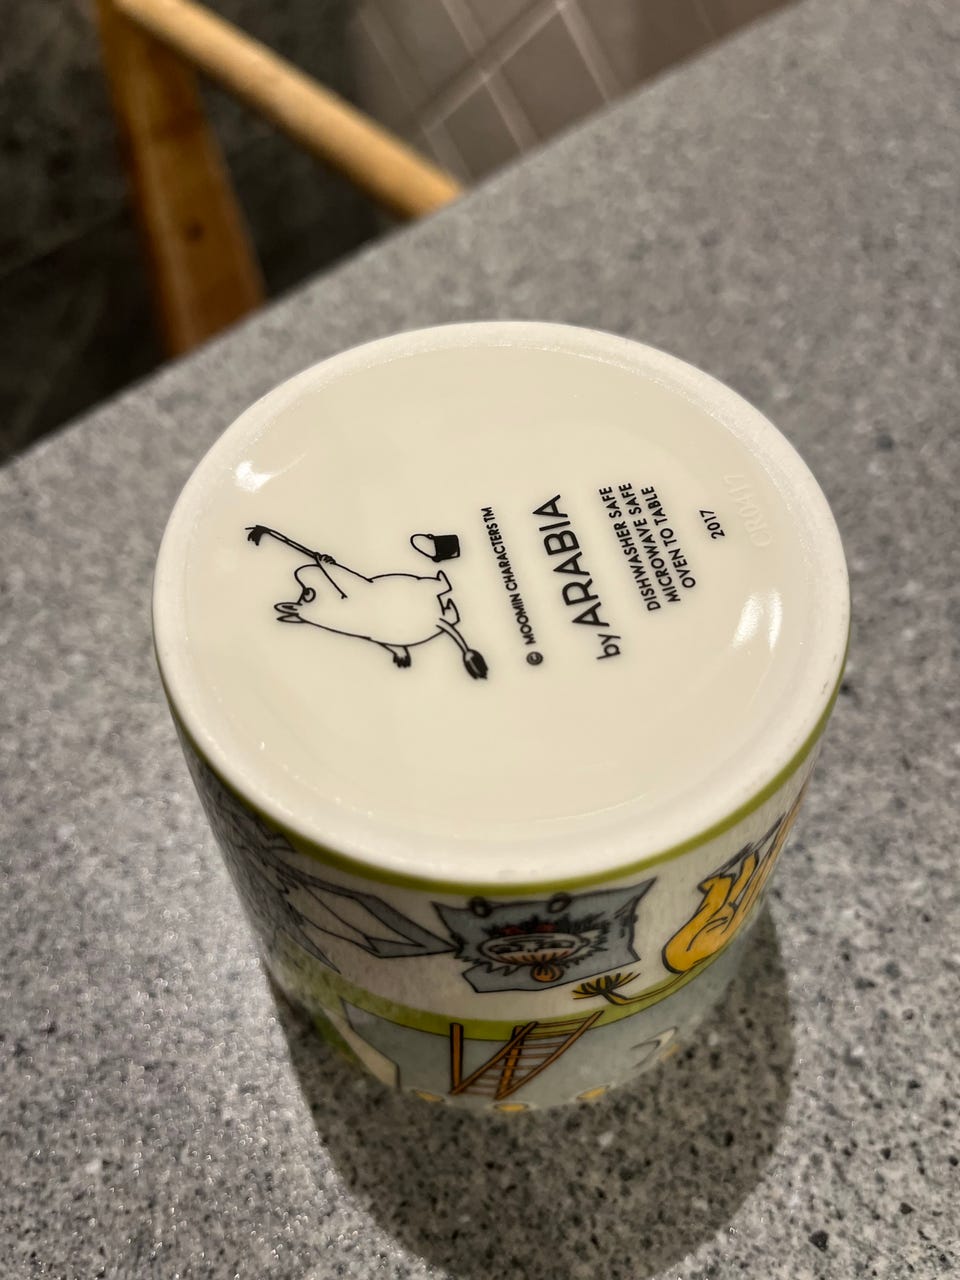 © MOOMIN CHARACTERS™
by ARABIA
DISHWASHER SAFE
MICROWAVE SAFE
OVEN TO TABLE
2017